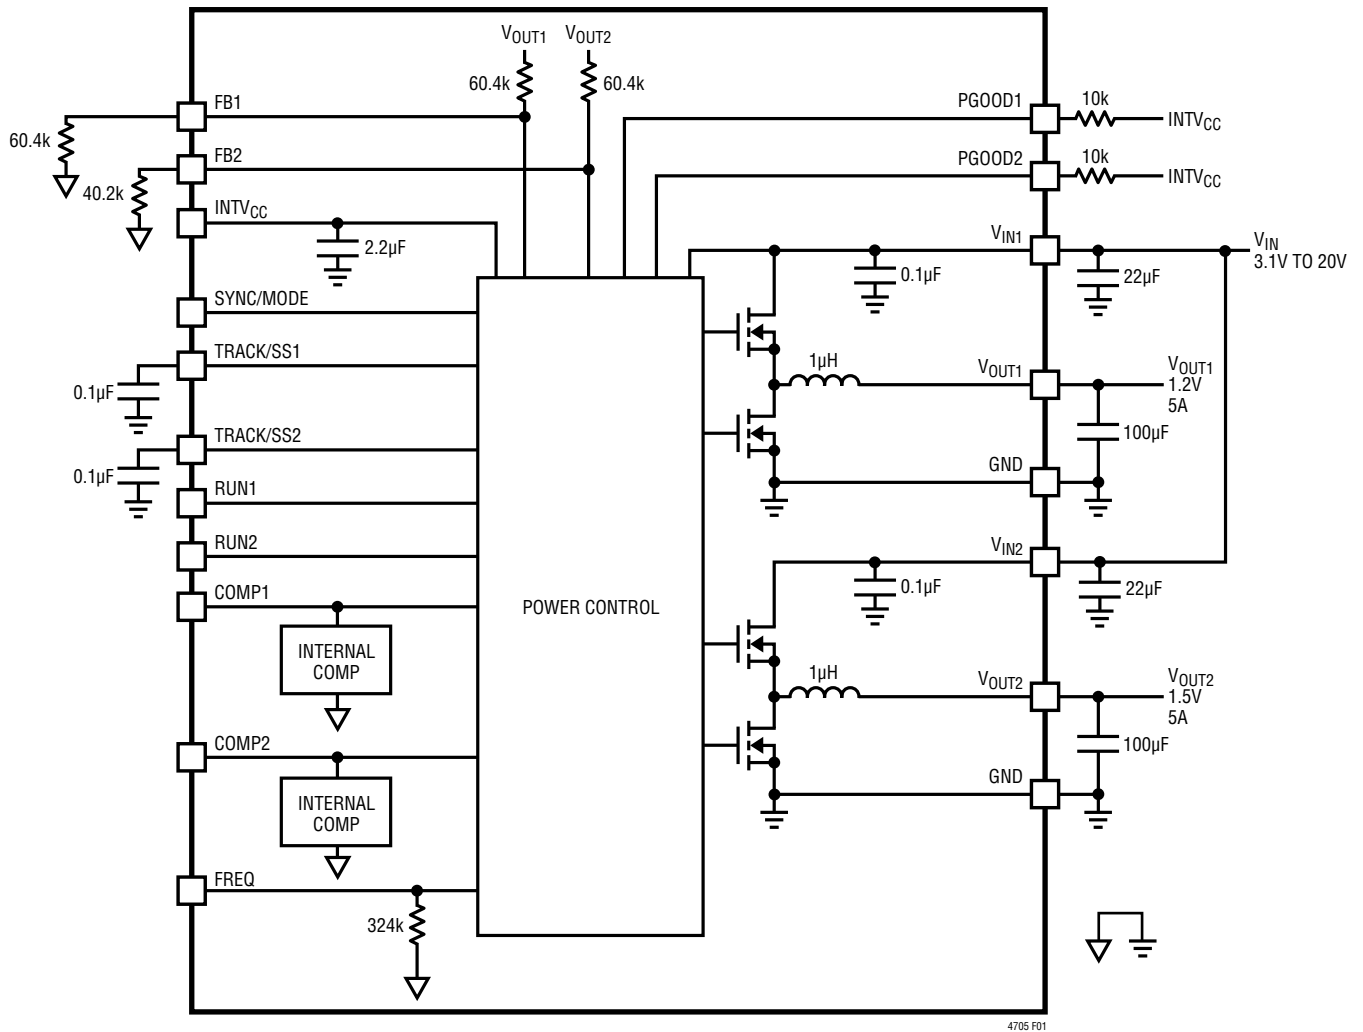 VOUT1 VOUT2
60.4k 60.4k
FB1
60.4k
FB2
40.2k
INTVCC
2.2µF
SYNC/MODE
TRACK/SS1
0.1µF
TRACK/SS2
0.1µF
RUN1
RUN2
COMP1
INTERNAL
COMP
COMP2
INTERNAL
COMP
FREQ
324k
POWER CONTROL
PGOOD1
10k
INTVCC
PGOOD2
10k
INTVCC
VIN1
0.1µF
22µF
VIN
3.1V TO 20V
1µH
VOUT1
VOUT1
1.2V
5A
100µF
GND
VIN2
0.1µF
22µF
1µH
VOUT2
VOUT2
1.5V
5A
100µF
GND
4705 F01